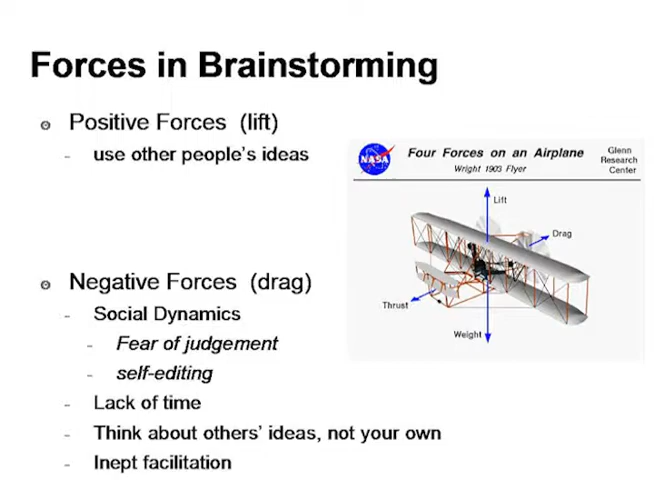 Forces in Brainstorming
Positive Forces (lift)
- use other people's ideas
Negative Forces (drag)
- Social Dynamics
- Fear of judgement
- self-editing
- Lack of time
- Think about others' ideas, not your own
- Inept facilitation
NASA
Four Forces on an Airplane
Wright 1903 Flyer
Glenn
Research
Center
Lift
Drag
Thrust
Weight